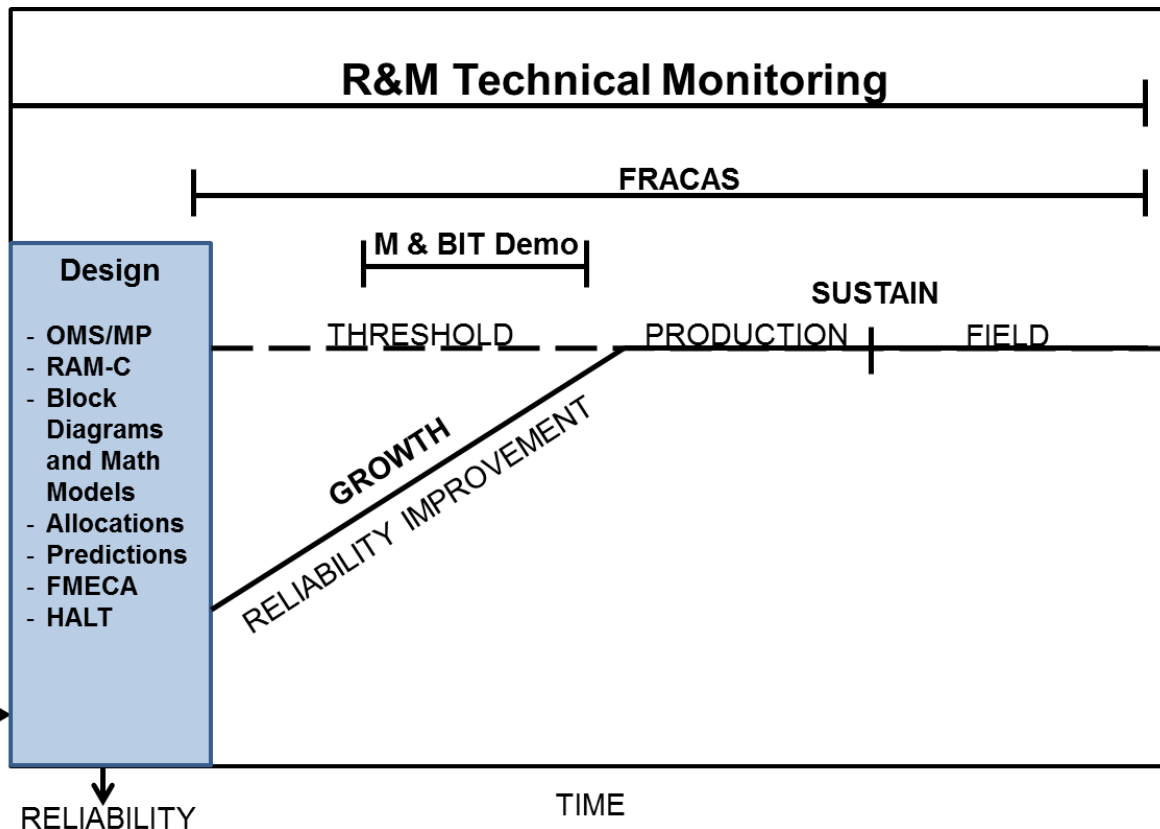 R&M Technical Monitoring
FRACAS
M & BIT Demo
Design
- OMS/MP
- RAM-C
- Block
Diagrams
and Math
Models
- Allocations
- Predictions
- FMECA
- HALT
SUSTAIN
THRESHOLD
PRODUCTION
FIELD
GROWTH
RELIABILITY IMPROVEMENT
RELIABILITY
TIME